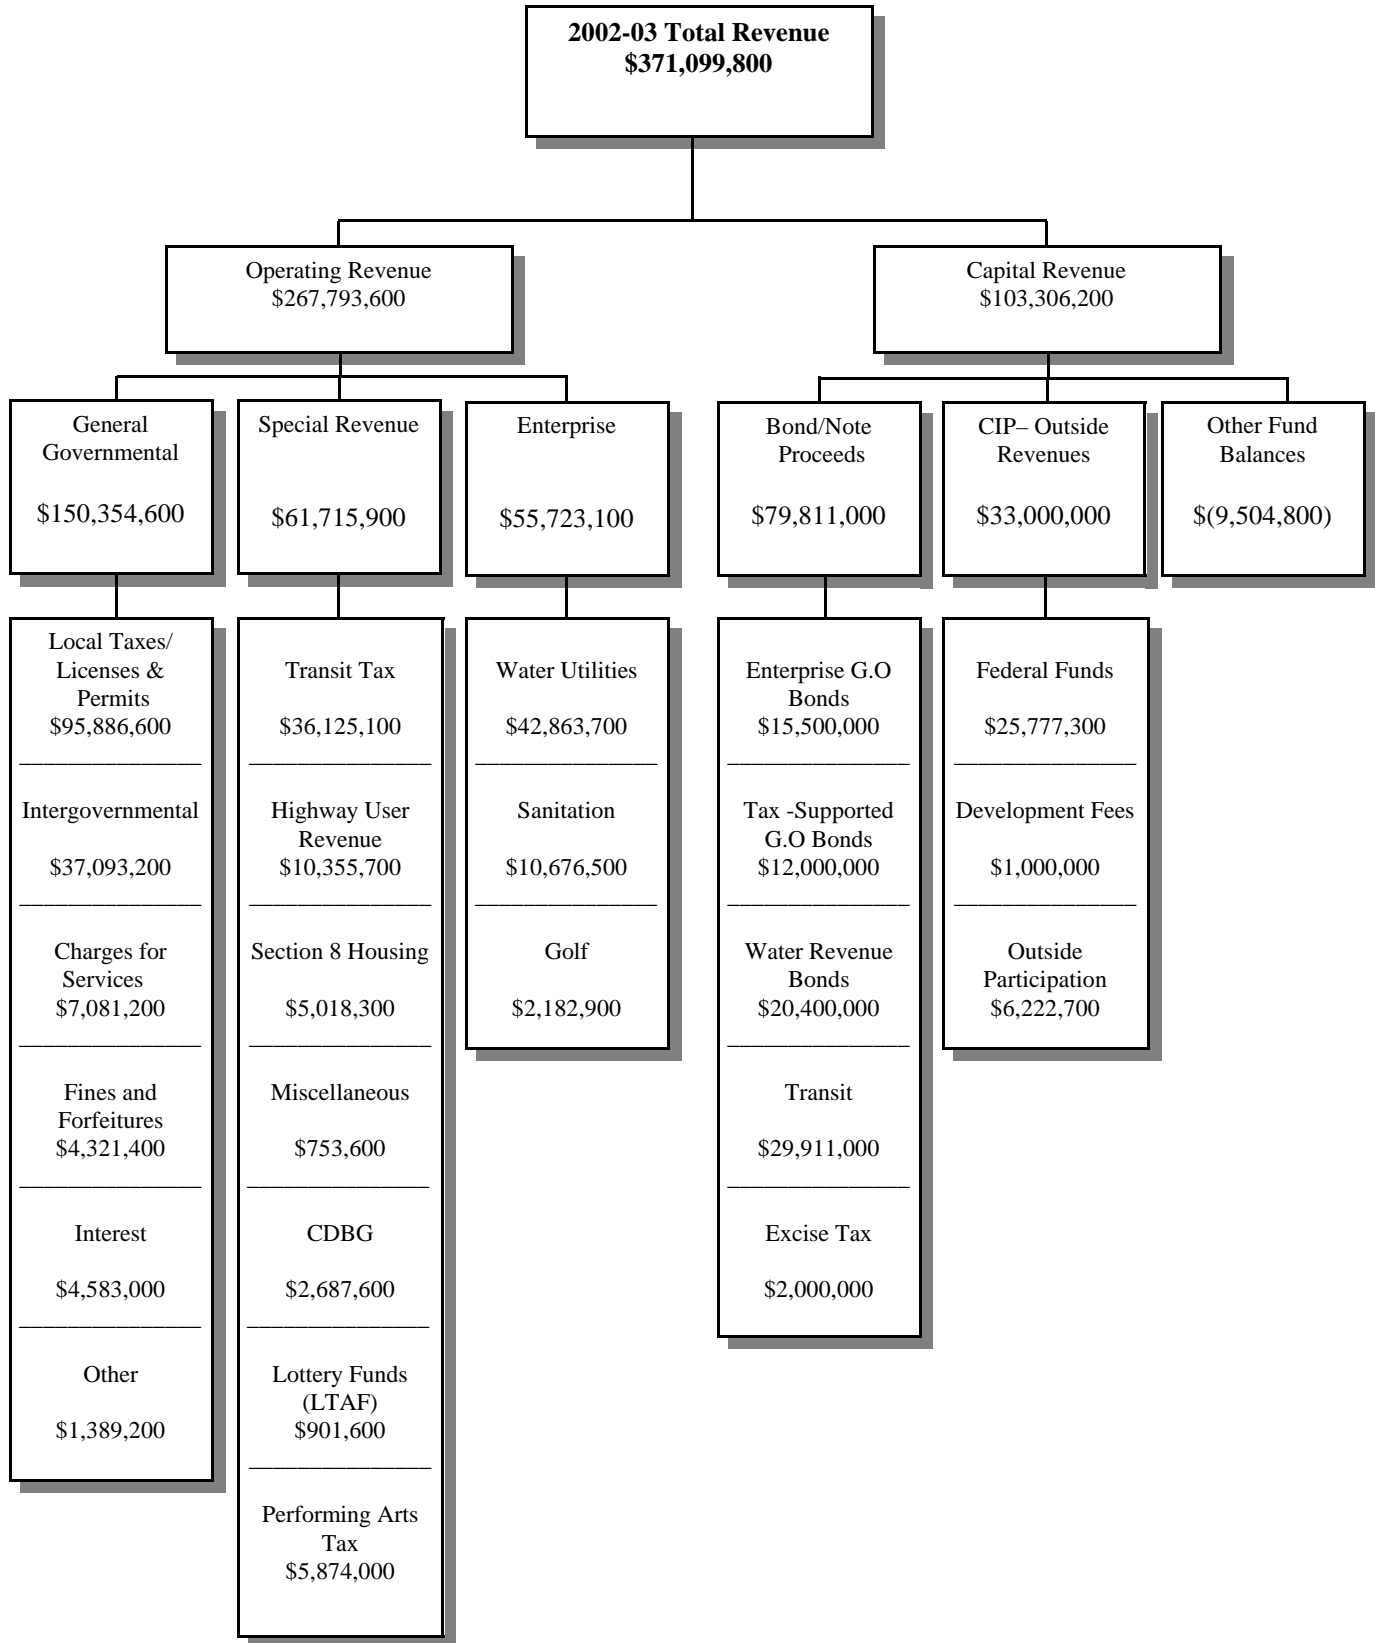 2002-03 Total Revenue
$371,099,800
Operating Revenue
$267,793,600
Capital Revenue
$103,306,200
General
Governmental
$150,354,600
Special Revenue
$61,715,900
Enterprise
$55,723,100
Bond/Note
Proceeds
$79,811,000
CIP– Outside
Revenues
$33,000,000
Other Fund
Balances
$(9,504,800)
Local Taxes/
Licenses &
Permits
$95,886,600
Intergovernmental
$37,093,200
Charges for
Services
$7,081,200
Fines and
Forfeitures
$4,321,400
Interest
$4,583,000
Other
$1,389,200
Transit Tax
$36,125,100
Highway User
Revenue
$10,355,700
Section 8 Housing
$5,018,300
Miscellaneous
$753,600
CDBG
$2,687,600
Lottery Funds
(LTAF)
$901,600
Performing Arts
Tax
$5,874,000
Water Utilities
$42,863,700
Sanitation
$10,676,500
Golf
$2,182,900
Enterprise G.O
Bonds
$15,500,000
Tax -Supported
G.O Bonds
$12,000,000
Water Revenue
Bonds
$20,400,000
Transit
$29,911,000
Excise Tax
$2,000,000
Federal Funds
$25,777,300
Development Fees
$1,000,000
Outside
Participation
$6,222,700